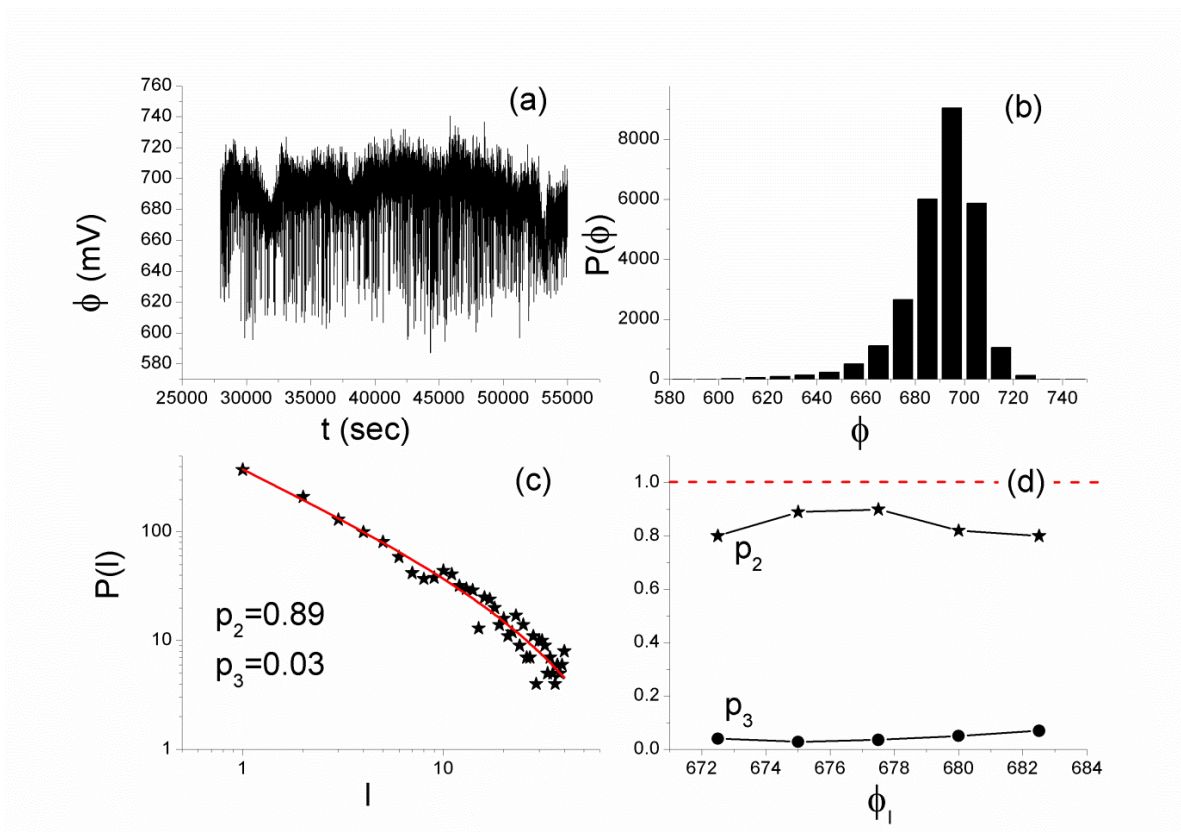 (a)
760
740
720
700
680
660
640
620
600
580
ϕ (mV)
25000 30000 35000 40000 45000 50000 55000
t (sec)
(b)
8000
6000
4000
2000
0
P(ϕ)
580 600 620 640 660 680 700 720 740
ϕ
(c)
100
10
1
P(l)
p₂=0.89
p₃=0.03
1 10
l
(d)
1.0
0.8
0.6
0.4
0.2
0.0
p₂
p₃
672 674 676 678 680 682 684
ϕₗ